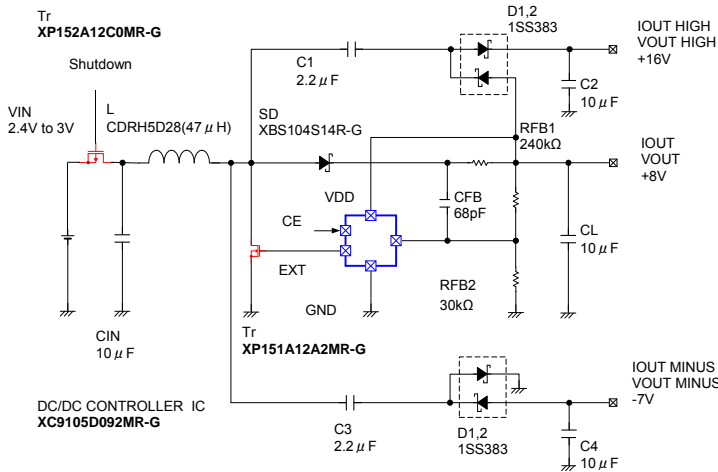 Tr
XP152A12C0MR-G
Shutdown
VIN
2.4V to 3V
L
CDRH5D28(47μH)
C1
2.2μF
D1,2
1SS383
IOUT HIGH
VOUT HIGH
+16V
C2
10μF
SD
XBS104S14R-G
RFB1
240kΩ
IOUT
VOUT
+8V
VDD
CFB
68pF
CE
CL
10μF
EXT
GND
RFB2
30kΩ
CIN
10μF
Tr
XP151A12A2MR-G
DC/DC CONTROLLER IC
XC9105D092MR-G
C3
2.2μF
D1,2
1SS383
IOUT MINUS
VOUT MINUS
-7V
C4
10μF